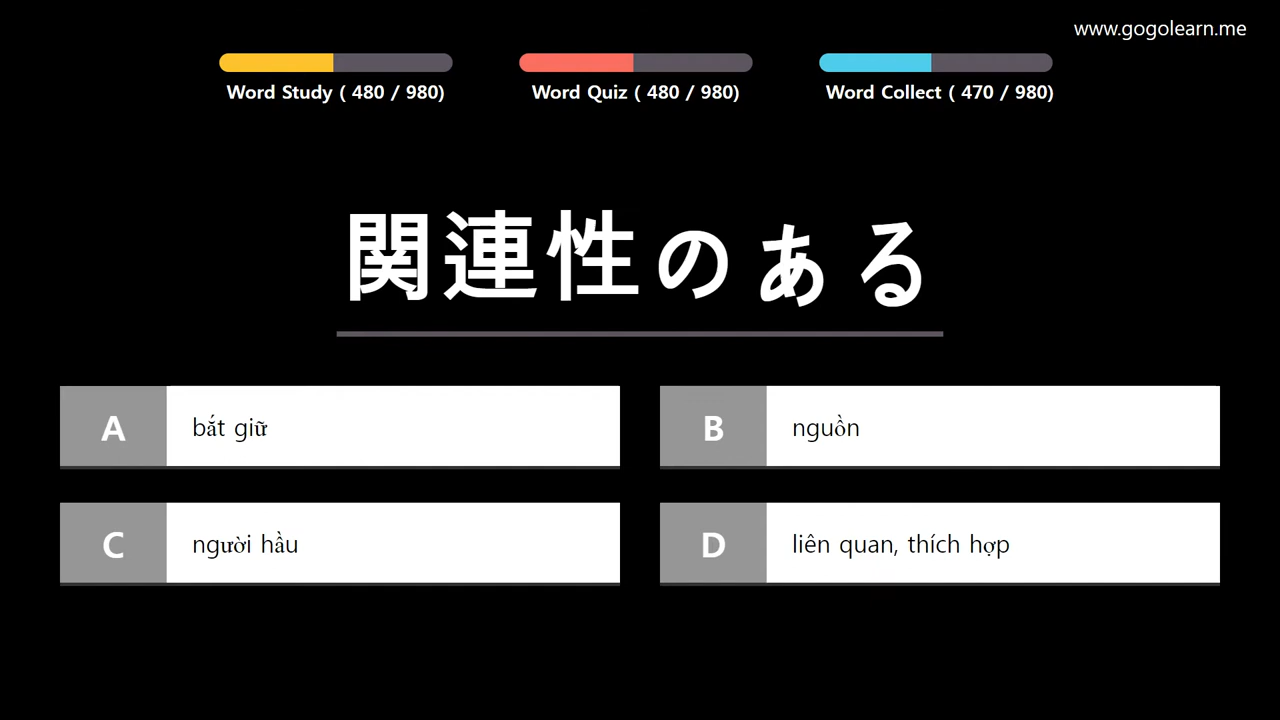 www.gogolearn.me
Word Study ( 480 / 980)
Word Quiz ( 480 / 980)
Word Collect ( 470 / 980)
関連性のある
A bắt giữ
B nguồn
C người hầu
D liên quan, thích hợp